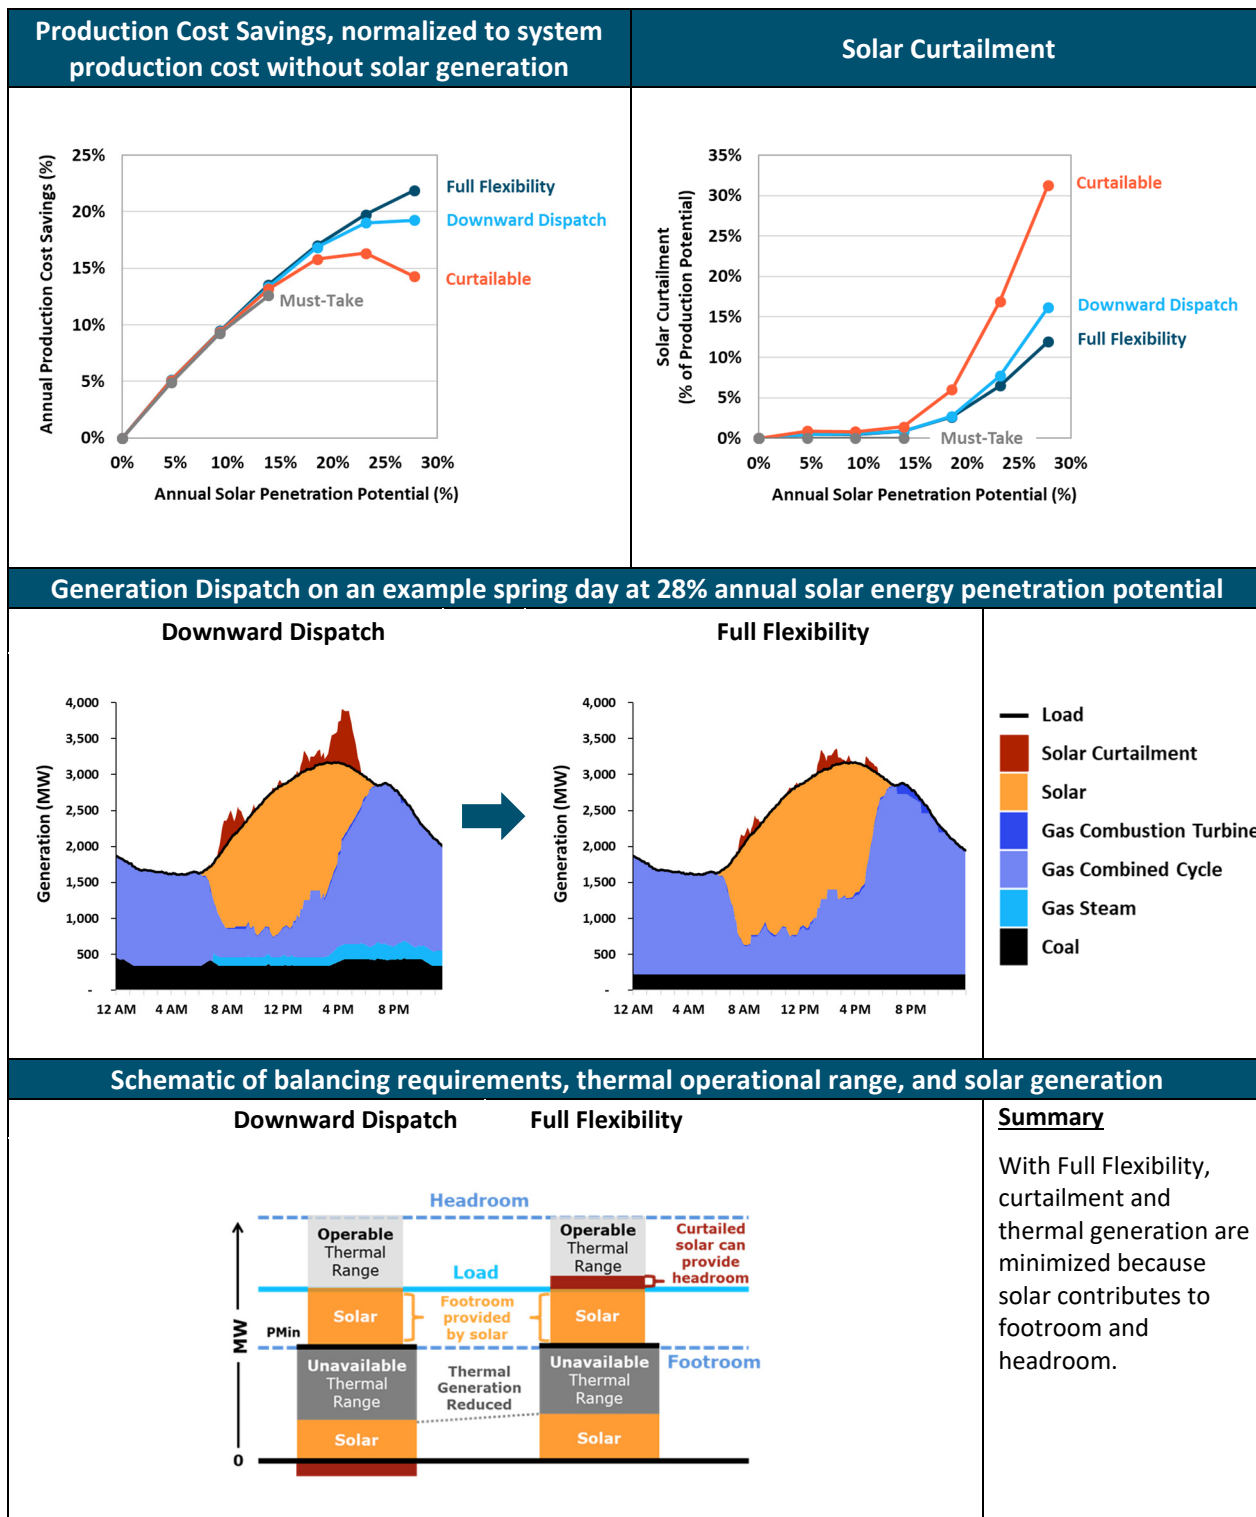 Production Cost Savings, normalized to system
production cost without solar generation
Solar Curtailment
Annual Production Cost Savings (%)
25%
20%
15%
10%
5%
0%
0% 5% 10% 15% 20% 25% 30%
Annual Solar Penetration Potential (%)
Full Flexibility
Downward Dispatch
Curtailable
Must-Take
Solar Curtailment
(% of Production Potential)
35%
30%
25%
20%
15%
10%
5%
0%
0% 5% 10% 15% 20% 25% 30%
Annual Solar Penetration Potential (%)
Curtailable
Downward Dispatch
Full Flexibility
Must-Take
Generation Dispatch on an example spring day at 28% annual solar energy penetration potential
Downward Dispatch
Generation (MW)
4,000
3,500
3,000
2,500
2,000
1,500
1,000
500
-
12 AM 4 AM 8 AM 12 PM 4 PM 8 PM
Full Flexibility
Generation (MW)
4,000
3,500
3,000
2,500
2,000
1,500
1,000
500
-
12 AM 4 AM 8 AM 12 PM 4 PM 8 PM
Load
Solar Curtailment
Solar
Gas Combustion Turbine
Gas Combined Cycle
Gas Steam
Coal
Schematic of balancing requirements, thermal operational range, and solar generation
Downward Dispatch Full Flexibility
Headroom
Operable
Thermal
Range
Operable
Thermal
Range
Curtailed
solar can
provide
headroom
Load
MW
Solar
Footroom
provided
by solar
Solar
PMin
Footroom
Unavailable
Thermal
Range
Thermal
Generation
Reduced
Unavailable
Thermal
Range
Solar
Solar
0
Summary
With Full Flexibility,
curtailment and
thermal generation are
minimized because
solar contributes to
footroom and
headroom.